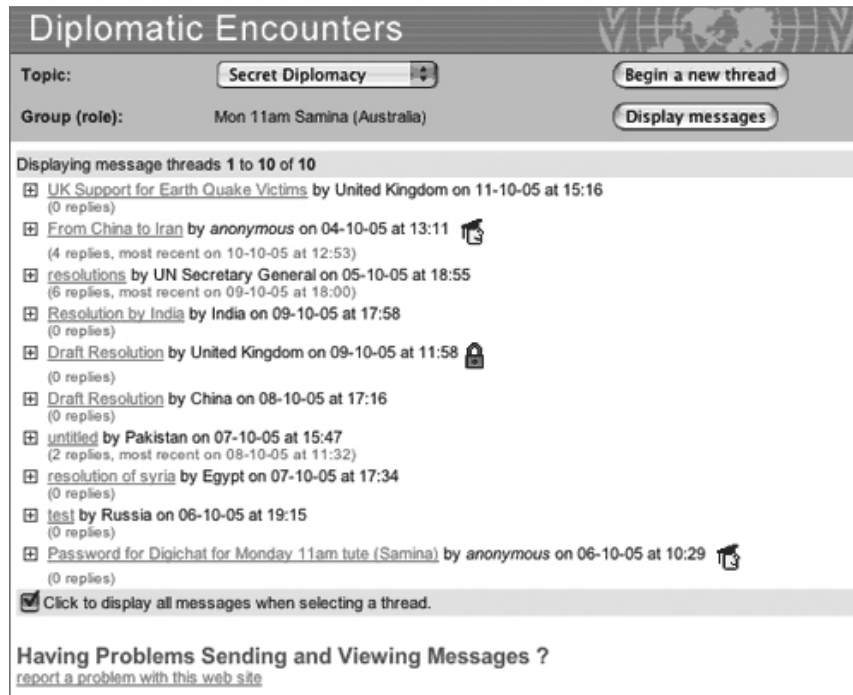 Diplomatic Encounters
Topic: Secret Diplomacy Begin a new thread
Group (role): Mon 11am Samina (Australia) Display messages
Displaying message threads 1 to 10 of 10
UK Support for Earth Quake Victims by United Kingdom on 11-10-05 at 15:16
(0 replies)
From China to Iran by anonymous on 04-10-05 at 13:11
(4 replies, most recent on 10-10-05 at 12:53)
resolutions by UN Secretary General on 05-10-05 at 18:55
(6 replies, most recent on 09-10-05 at 18:00)
Resolution by India by India on 09-10-05 at 17:58
(0 replies)
Draft Resolution by United Kingdom on 09-10-05 at 11:58
(0 replies)
Draft Resolution by China on 08-10-05 at 17:16
(0 replies)
untitled by Pakistan on 07-10-05 at 15:47
(2 replies, most recent on 08-10-05 at 11:32)
resolution of syria by Egypt on 07-10-05 at 17:34
(0 replies)
test by Russia on 06-10-05 at 19:15
(0 replies)
Password for Digichat for Monday 11am tute (Samina) by anonymous on 06-10-05 at 10:29
(0 replies)
Click to display all messages when selecting a thread.
Having Problems Sending and Viewing Messages ?
report a problem with this web site